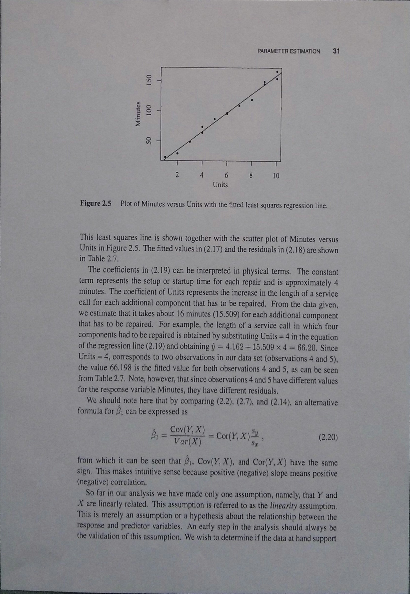 PARAMETER ESTIMATION 31
150
100
50
Minutes
2 4 6 8 10
Units
Figure 2.5 Plot of Minutes versus Units with the fitted least squares regression line.
This least squares line is shown together with the scatter plot of Minutes versus
Units in Figure 2.5. The fitted values in (2.17) and the residuals in (2.18) are shown
in Table 2.7.
The coefficients in (2.19) can be interpreted in physical terms. The constant
term represents the setup or startup time for each repair and is approximately 4
minutes. The coefficient of Units represents the increase in the length of a service
call for each additional component that has to be repaired. From the data given,
we estimate that it takes about 16 minutes (15.509) for each additional component
that has to be repaired. For example, the length of a service call in which four
components had to be repaired is obtained by substituting Units = 4 in the equation
of the regression line (2.19) and obtaining ŷ = 4.162 + 15.509 × 4 = 66.20. Since
Units = 4, corresponds to two observations in our data set (observations 4 and 5),
the value 66.198 is the fitted value for both observations 4 and 5, as can be seen
from Table 2.7. Note, however, that since observations 4 and 5 have different values
for the response variable Minutes, they have different residuals.
We should note here that by comparing (2.2), (2.7), and (2.14), an alternative
formula for β̂₁ can be expressed as
β̂₁ = Cov(Y, X) / Var(X) = Cor(Y, X) , (2.20)
from which it can be seen that β̂₁, Cov(Y, X), and Cor(Y, X) have the same
sign. This makes intuitive sense because positive (negative) slope means positive
(negative) correlation.
So far in our analysis we have made only one assumption, namely, that Y and
X are linearly related. This assumption is referred to as the linearity assumption.
This is merely an assumption or a hypothesis about the relationship between the
response and predictor variables. An early step in the analysis should always be
the validation of this assumption. We wish to determine if the data at hand support